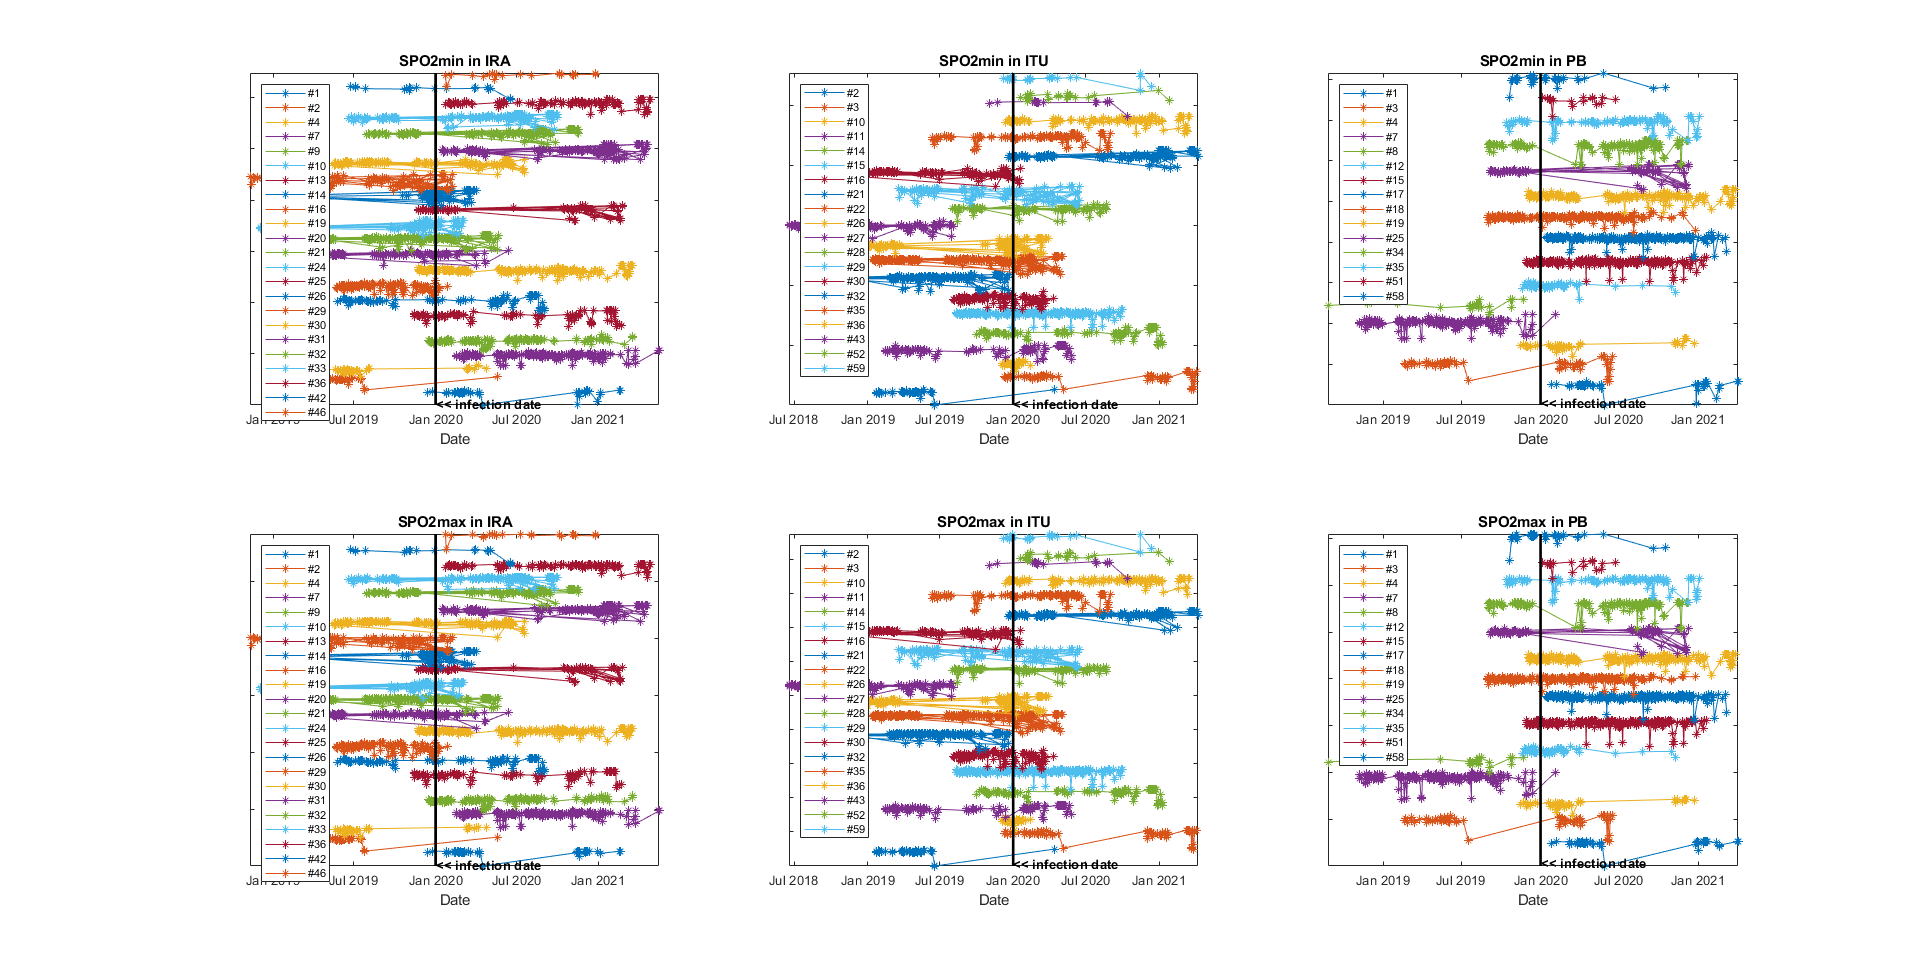 SPO2min in IRA
#1
#2
#4
#7
#9
#10
#13
#14
#16
#19
#20
#21
#24
#25
#26
#29
#30
#31
#32
#33
#36
#42
#46
<< infection date
Jul 2019
Jan 2020
Jul 2020
Jan 2021
Date
SPO2min in ITU
#2
#3
#10
#11
#14
#15
#16
#21
#22
#26
#27
#28
#29
#30
#32
#35
#36
#43
#52
#59
<< infection date
Jul 2018
Jan 2019
Jul 2019
Jan 2020
Jul 2020
Jan 2021
Date
SPO2min in PB
#1
#3
#4
#7
#8
#12
#15
#17
#18
#19
#25
#34
#35
#51
#58
<< infection date
Jan 2019
Jul 2019
Jan 2020
Jul 2020
Jan 2021
Date
SPO2max in IRA
#1
#2
#4
#7
#9
#10
#13
#14
#16
#19
#20
#21
#24
#25
#26
#29
#30
#31
#32
#33
#36
#42
#46
<< infection date
Jul 2019
Jan 2020
Jul 2020
Jan 2021
Date
SPO2max in ITU
#2
#3
#10
#11
#14
#15
#16
#21
#22
#26
#27
#28
#29
#30
#32
#35
#36
#43
#52
#59
<< infection date
Jul 2018
Jan 2019
Jul 2019
Jan 2020
Jul 2020
Jan 2021
Date
SPO2max in PB
#1
#3
#4
#7
#8
#12
#15
#17
#18
#19
#25
#34
#35
#51
#58
<< infection date
Jan 2019
Jul 2019
Jan 2020
Jul 2020
Jan 2021
Date